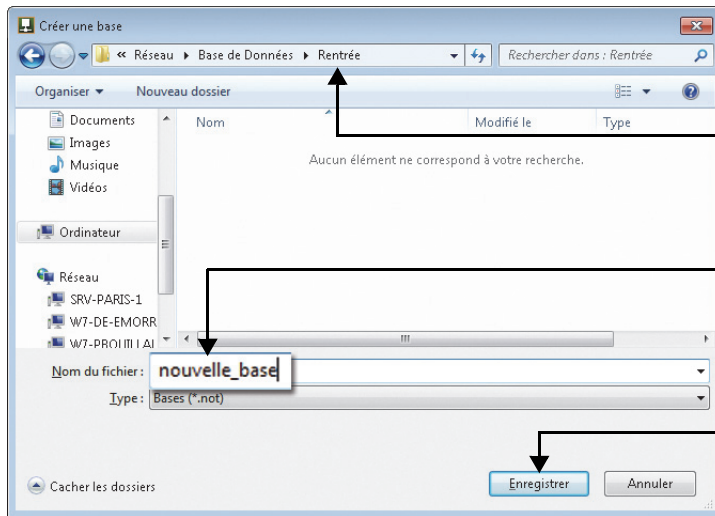 Créer une base
« Réseau ▸ Base de Données ▸ Rentrée
Rechercher dans : Rentrée
Organiser
Nouveau dossier
Nom
Modifié le
Type
Aucun élément ne correspond à votre recherche.
Documents
Images
Musique
Vidéos
Ordinateur
Réseau
SRV-PARIS-1
W7-DE-EMORR
Nom du fichier :
nouvelle_base
Type :
Bases (*.not)
Cacher les dossiers
Enregistrer
Annuler